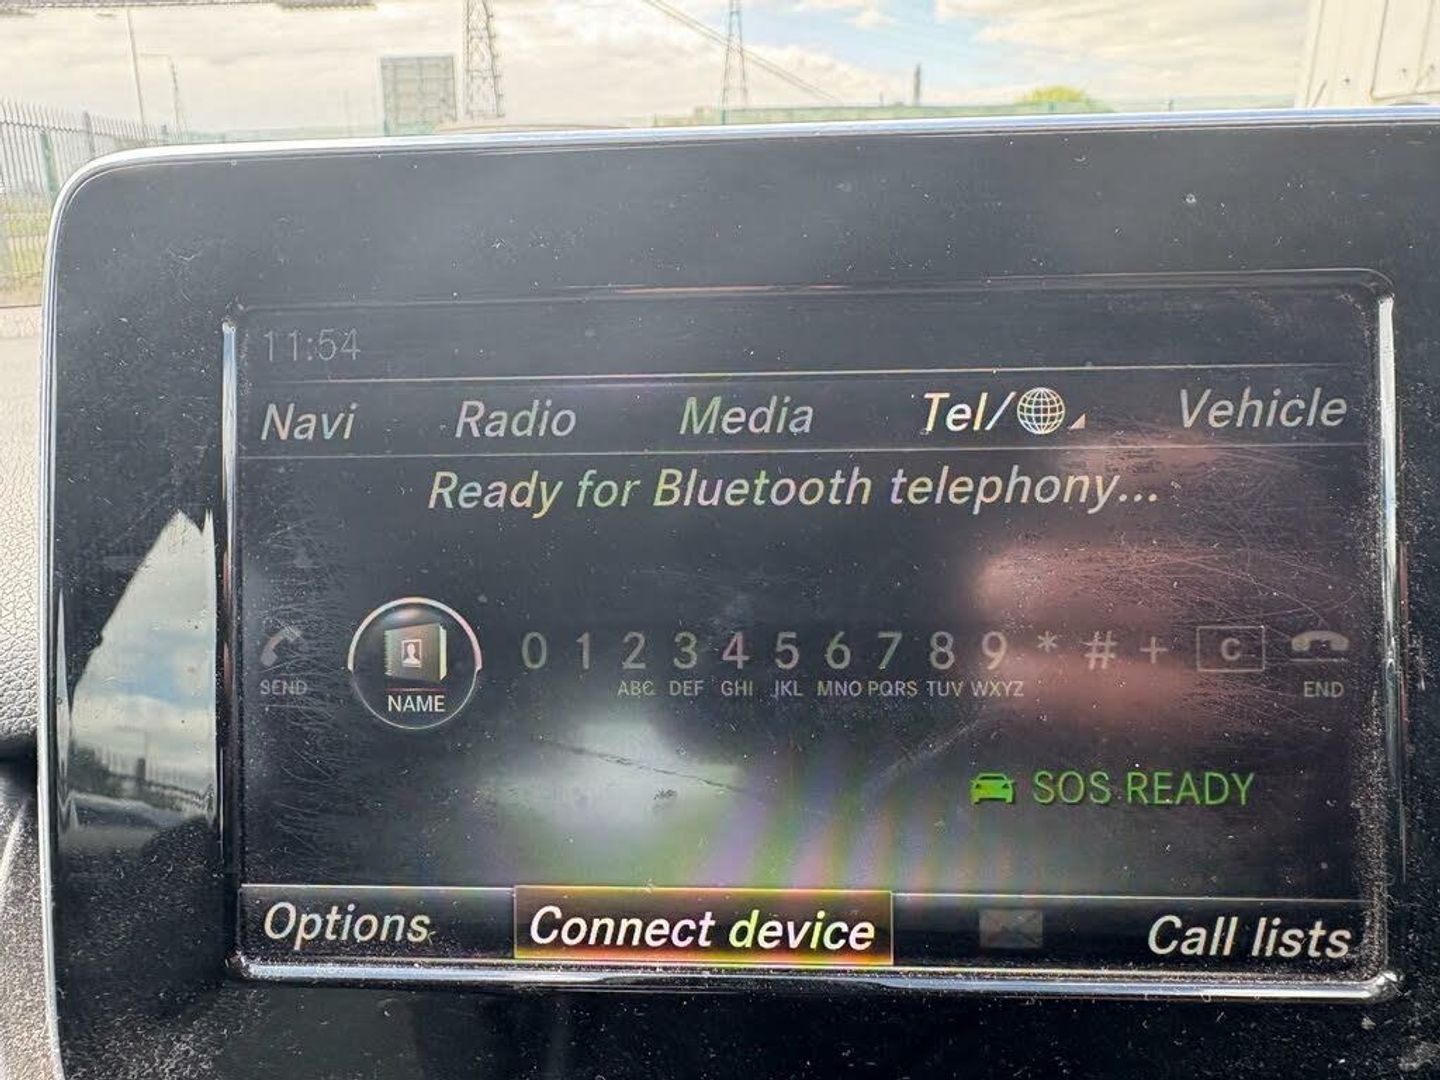 11:54
Navi Radio Media Tel/ Vehicle
Ready for Bluetooth telephony...
0 1 2 3 4 5 6 7 8 9 * # + C
SEND NAME ABC DEF GHI JKL MNO PQRS TUV WXYZ END
SOS READY
Options Connect device Call lists